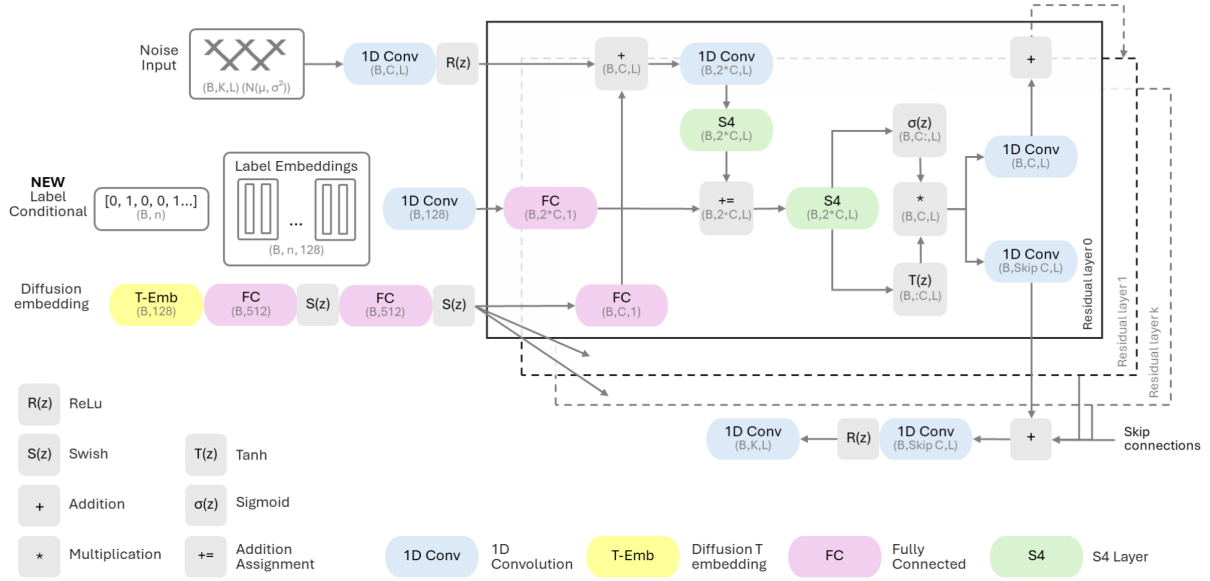 Noise
Input
(B,K,L) (N(μ, σ²))
1D Conv
(B,C,L)
R(z)
+
(B,C,L)
1D Conv
(B,2*C,L)
+
S4
(B,2*C,L)
σ(z)
(B,C:,L)
1D Conv
(B,C,L)
NEW
Label
Conditional
[0, 1, 0, 0, 1...]
(B, n)
Label Embeddings
...
(B, n, 128)
1D Conv
(B,128)
FC
(B,2*C,1)
+=
(B,2*C,L)
S4
(B,2*C,L)
*
(B,C,L)
1D Conv
(B,Skip C,L)
T(z)
(B,:C,L)
Diffusion
embedding
T-Emb
(B,128)
FC
(B,512)
S(z)
FC
(B,512)
S(z)
FC
(B,C,1)
Residual layer 0
Residual layer 1
Residual layer k
1D Conv
(B,K,L)
R(z)
1D Conv
(B,Skip C,L)
+
Skip
connections
R(z)
ReLu
S(z)
Swish
T(z)
Tanh
+
Addition
σ(z)
Sigmoid
*
Multiplication
+=
Addition
Assignment
1D Conv
1D
Convolution
T-Emb
Diffusion T
embedding
FC
Fully
Connected
S4
S4 Layer